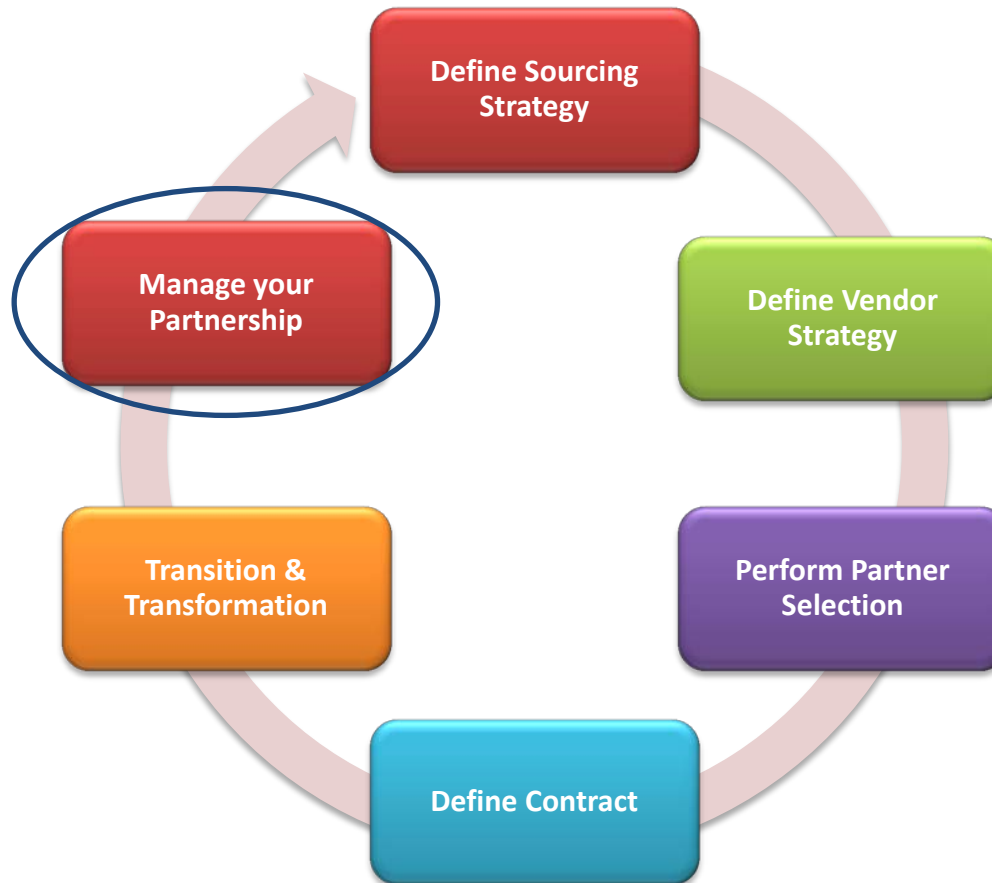 Define Sourcing
Strategy
Define Vendor
Strategy
Perform Partner
Selection
Define Contract
Transition &
Transformation
Manage your
Partnership